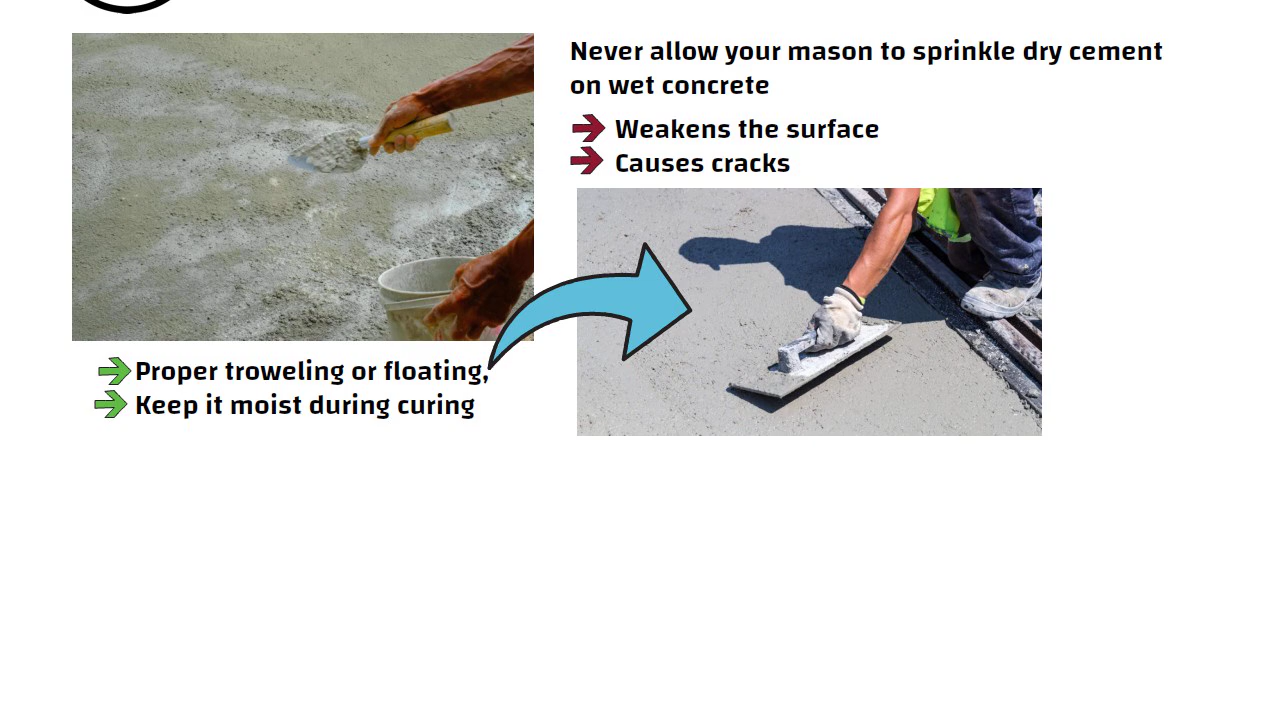 Never allow your mason to sprinkle dry cement
on wet concrete
Weakens the surface
Causes cracks
Proper troweling or floating,
Keep it moist during curing